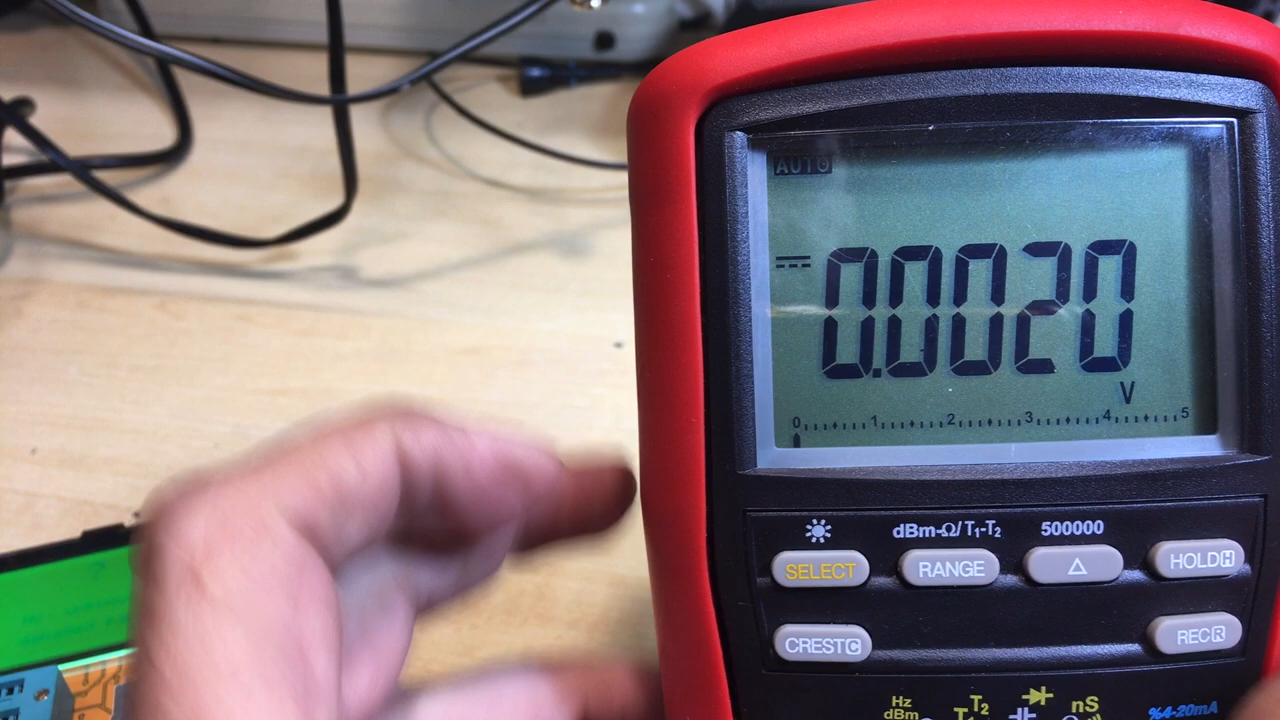 AUTO
0.0020
V
0 1 2 3 4 5
dBm-Ω/T1-T2 500000
SELECT RANGE △ HOLD H
CREST C REC R
Hz
dBm
T2
T1
nS
%4-20mA